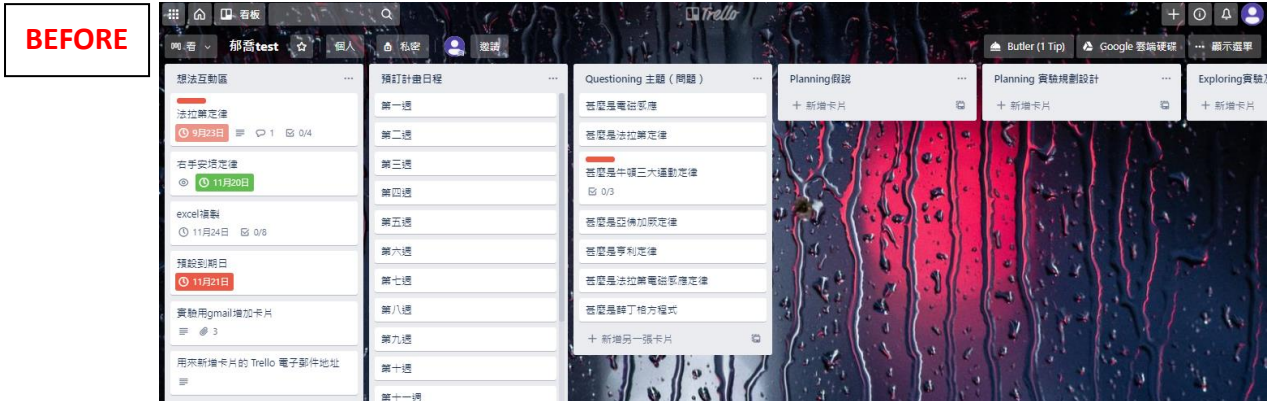 BEFORE
看板
Trello
看
郁喬test
個人
私密
邀請
Butler (1 Tip)
Google 雲端硬碟
顯示選單
想法互動區
法拉第定律
9月23日 1 0/4
右手安培定律
11月20日
excel複製
11月24日 0/8
預設到期日
11月21日
實驗用gmail增加卡片
3
用來新增卡片的 Trello 電子郵件地址
預訂計畫日程
第一週
第二週
第三週
第四週
第五週
第六週
第七週
第八週
第九週
第十週
第十一週
Questioning 主題 ( 問題 )
甚麼是電磁感應
甚麼是法拉第定律
甚麼是牛頓三大運動定律
0/3
甚麼是亞佛加厥定律
甚麼是亨利定律
甚麼是法拉第電磁感應定律
甚麼是薛丁格方程式
新增另一張卡片
Planning假說
新增卡片
Planning 實驗規劃設計
新增卡片
Exploring實驗
新增卡片